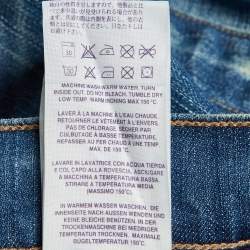 MACHINE WASH WARM WATER. TURN
INSIDE OUT. DO NOT BLEACH. TUMBLE DRY
LOW TEMP. WARM IRONING MAX 150°C
LAVER À LA MACHINE À L'EAU CHAUDE.
RETOURNER LE VÊTEMENT À L'ENVERS
PAS DE CHLORAGE. SÉCHAGE PAR
CULBUTAGE À BASSE TEMPÉRATURE.
REPASSER AU FER CHAUD À UNE
TEMP. MAX DE 150°C
LAVARE IN LAVATRICE CON ACQUA TIEPIDA
E COL CAPO ALLA ROVESCIA. ASCIUGARE
A MACCHINA A TEMPERATURA BASSA.
STIRARE A TEMPERATURA MEDIA
(MASSIMO 150°C)
IN WARMEM WASSER WASCHEN. DIE
INNENSEITE NACH AUSSEN WENDEN UND
KEINE BLEICHE BENUTZEN. IN DER
TROCKENMASCHINE BEI NIEDRIGER
TEMPERATUR TROCKNEN. MAXIMALE
BÜGELTEMPERATUR 150°C